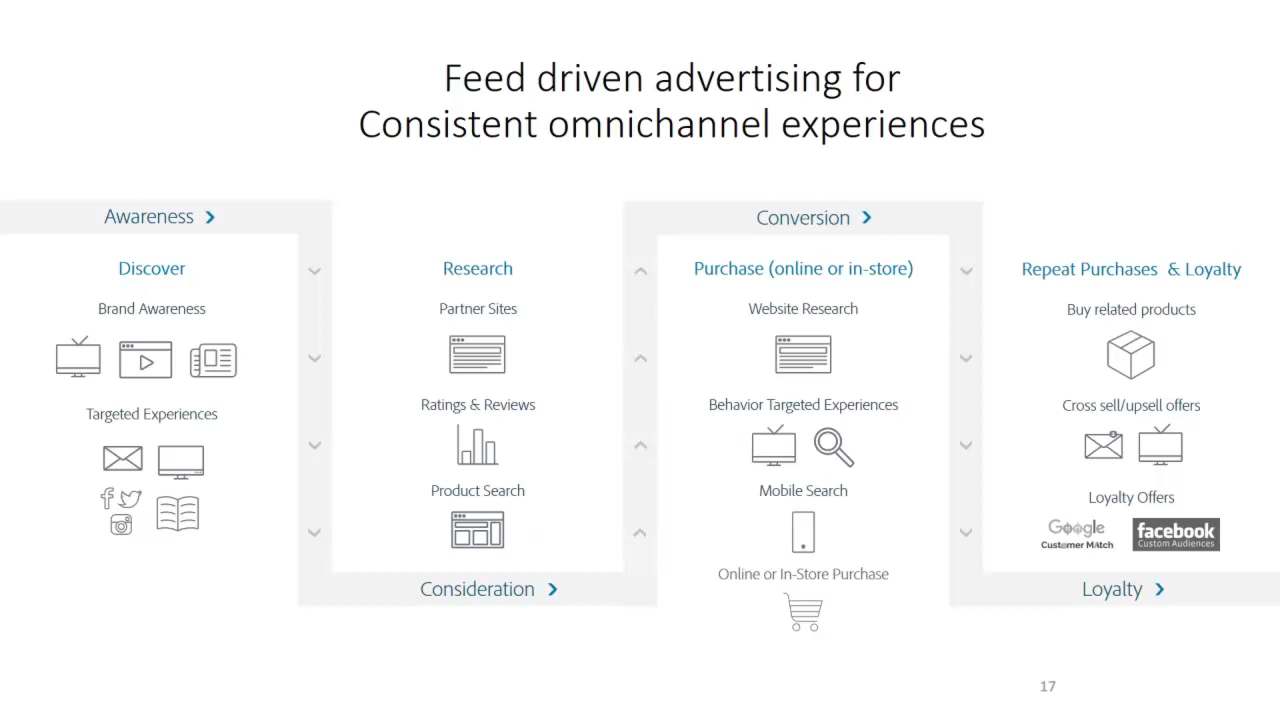 Feed driven advertising for
Consistent omnichannel experiences
Awareness
Discover
Brand Awareness
Targeted Experiences
Research
Partner Sites
Ratings & Reviews
Product Search
Consideration
Conversion
Purchase (online or in-store)
Website Research
Behavior Targeted Experiences
Mobile Search
Online or In-Store Purchase
Repeat Purchases & Loyalty
Buy related products
Cross sell/upsell offers
Loyalty Offers
Google
Customer Match
facebook
Custom Audiences
Loyalty
17